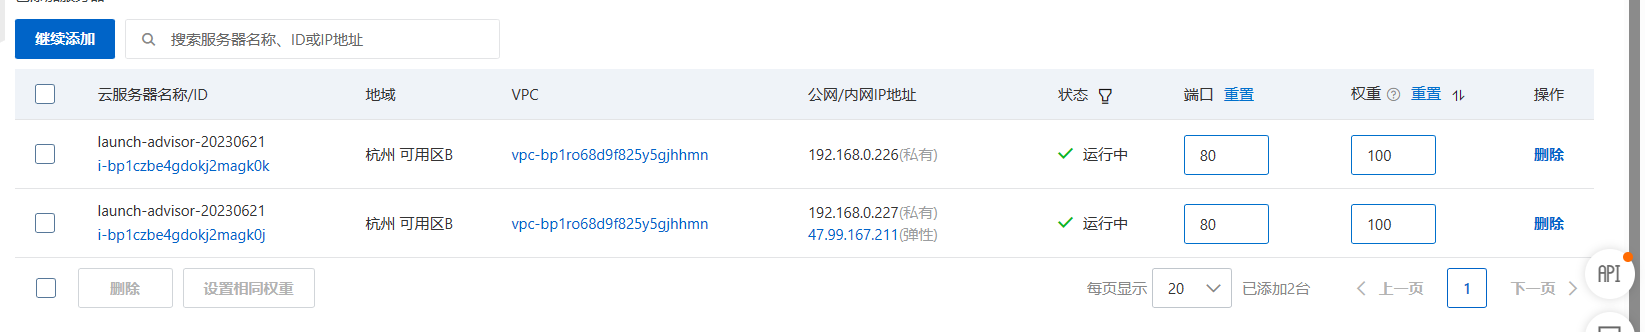 继续添加
搜索服务器名称、ID或IP地址
云服务器名称/ID 地域 VPC 公网/内网IP地址 状态 端口 重置 权重 重置 操作
launch-advisor-20230621
i-bp1czbe4gdokj2magk0k
杭州 可用区B
vpc-bp1ro68d9f825y5gjhhmn
192.168.0.226(私有)
运行中
80
100
删除
launch-advisor-20230621
i-bp1czbe4gdokj2magk0j
杭州 可用区B
vpc-bp1ro68d9f825y5gjhhmn
192.168.0.227(私有)
47.99.167.211(弹性)
运行中
80
100
删除
删除 设置相同权重 每页显示 20 已添加2台 上一页 1 下一页
API